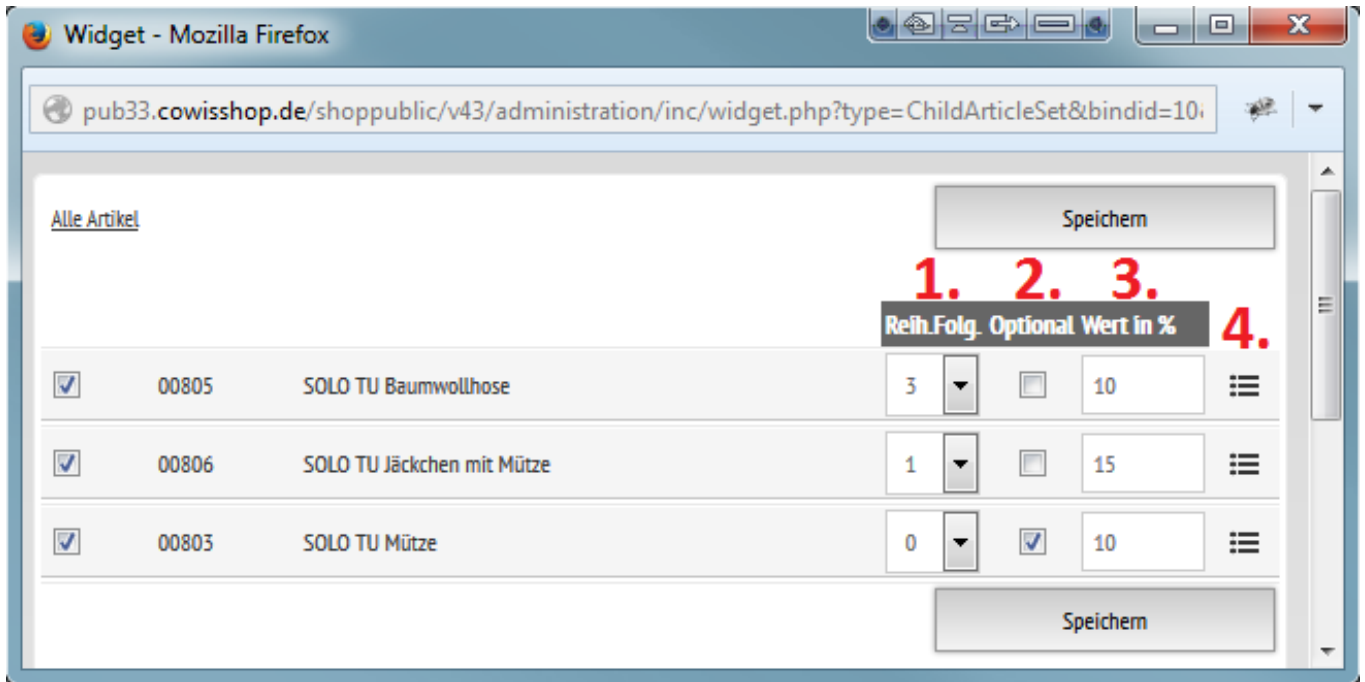 Widget - Mozilla Firefox
pub33.cowisshop.de/shoppublic/v43/administration/inc/widget.php?type=ChildArticleSet&bindid=10
Alle Artikel Speichern
1. 2. 3.
Reih.Folg. Optional Wert in % 4.
00805 SOLO TU Baumwollhose 3 10
00806 SOLO TU Jäckchen mit Mütze 1 15
00803 SOLO TU Mütze 0 10
Speichern